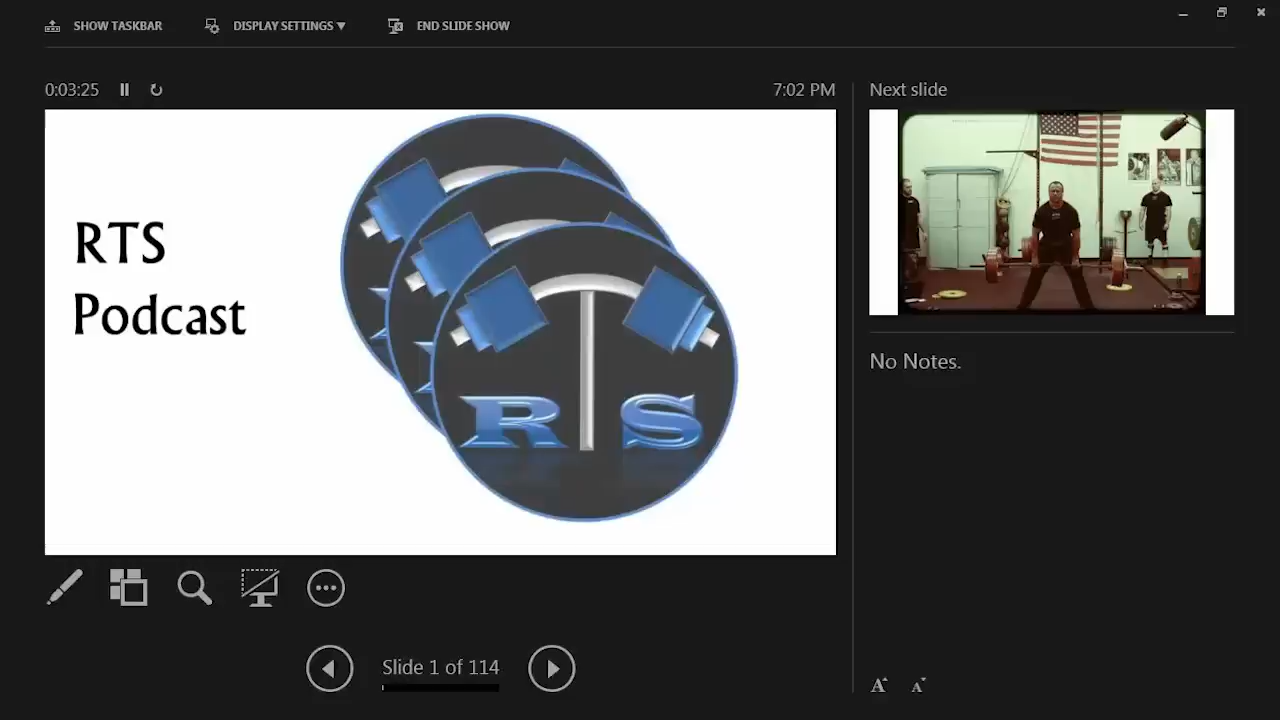 SHOW TASKBAR
DISPLAY SETTINGS ▼
END SLIDE SHOW
0:03:25
7:02 PM
Next slide
RTS
Podcast
R S
No Notes.
Slide 1 of 114
A A